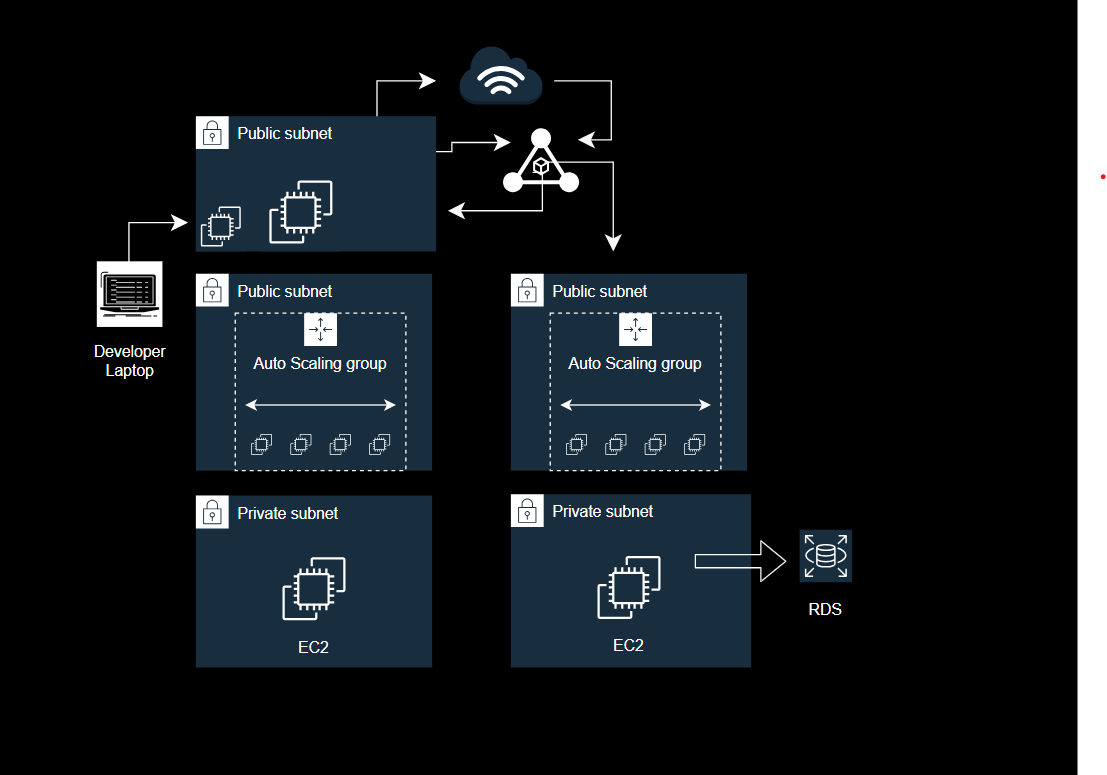 Public subnet
Developer
Laptop
Public subnet
Auto Scaling group
Public subnet
Auto Scaling group
Private subnet
EC2
Private subnet
EC2
RDS